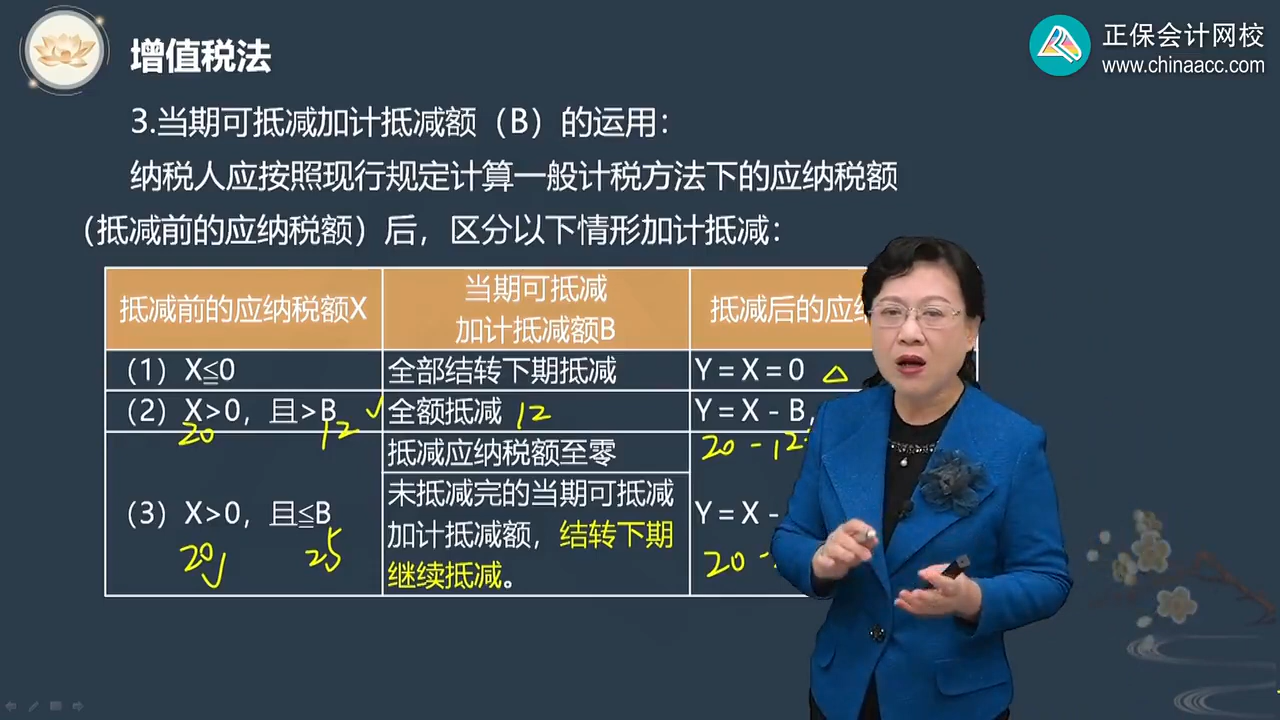 增值税法
正保会计网校
www.chinaacc.com
3.当期可抵减加计抵减额（B）的运用：
纳税人应按照现行规定计算一般计税方法下的应纳税额
（抵减前的应纳税额）后，区分以下情形加计抵减：
抵减前的应纳税额X
当期可抵减
加计抵减额B
抵减后的应
（1）X≦0
全部结转下期抵减
Y = X = 0
（2）X>0，且>B
全额抵减 12
Y = X - B，
20
12
20 - 12
抵减应纳税额至零
（3）X>0，且≦B
未抵减完的当期可抵减
加计抵减额，结转下期
继续抵减。
Y = X -
20
25
20 -